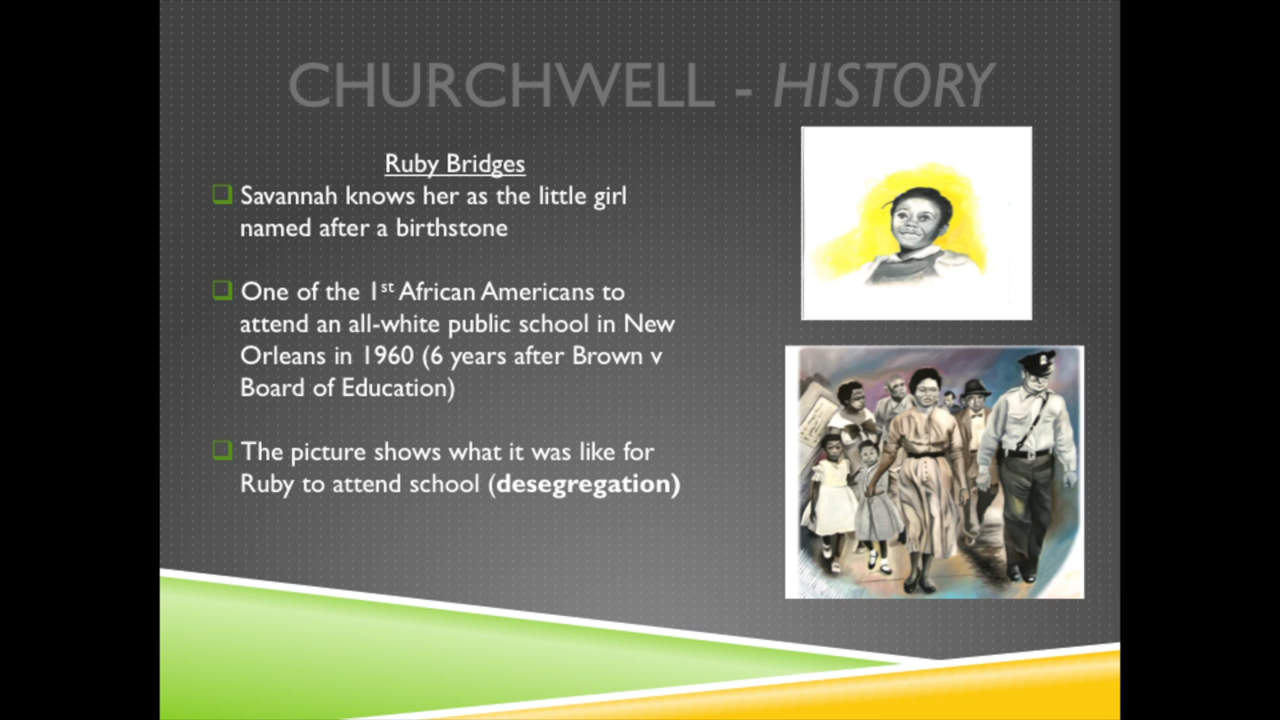 CHURCHWELL - HISTORY
Ruby Bridges
Savannah knows her as the little girl
named after a birthstone
One of the 1st African Americans to
attend an all-white public school in New
Orleans in 1960 (6 years after Brown v
Board of Education)
The picture shows what it was like for
Ruby to attend school (desegregation)